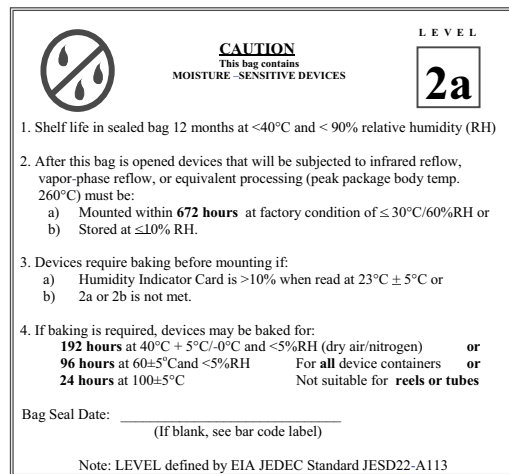 LEVEL
CAUTION
This bag contains
MOISTURE –SENSITIVE DEVICES
2a
1. Shelf life in sealed bag 12 months at <40°C and < 90% relative humidity (RH)
2. After this bag is opened devices that will be subjected to infrared reflow,
vapor-phase reflow, or equivalent processing (peak package body temp.
260°C) must be:
a) Mounted within 672 hours at factory condition of ≤ 30°C/60%RH or
b) Stored at ≤10% RH.
3. Devices require baking before mounting if:
a) Humidity Indicator Card is >10% when read at 23°C ± 5°C or
b) 2a or 2b is not met.
4. If baking is required, devices may be baked for:
192 hours at 40°C + 5°C/-0°C and <5%RH (dry air/nitrogen) or
96 hours at 60±5°Cand <5%RH For all device containers or
24 hours at 100±5°C Not suitable for reels or tubes
Bag Seal Date: ______________________________
(If blank, see bar code label)
Note: LEVEL defined by EIA JEDEC Standard JESD22-A113